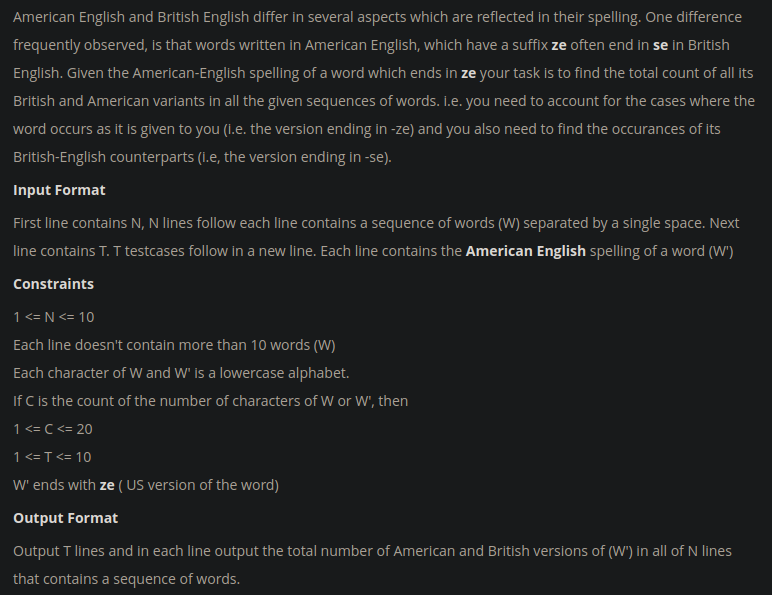 American English and British English differ in several aspects which are reflected in their spelling. One difference
frequently observed, is that words written in American English, which have a suffix ze often end in se in British
English. Given the American-English spelling of a word which ends in ze your task is to find the total count of all its
British and American variants in all the given sequences of words. i.e. you need to account for the cases where the
word occurs as it is given to you (i.e. the version ending in -ze) and you also need to find the occurances of its
British-English counterparts (i.e, the version ending in -se).
Input Format
First line contains N, N lines follow each line contains a sequence of words (W) separated by a single space. Next
line contains T. T testcases follow in a new line. Each line contains the American English spelling of a word (W')
Constraints
1 <= N <= 10
Each line doesn't contain more than 10 words (W)
Each character of W and W' is a lowercase alphabet.
If C is the count of the number of characters of W or W', then
1 <= C <= 20
1 <= T <= 10
W' ends with ze ( US version of the word)
Output Format
Output T lines and in each line output the total number of American and British versions of (W') in all of N lines
that contains a sequence of words.